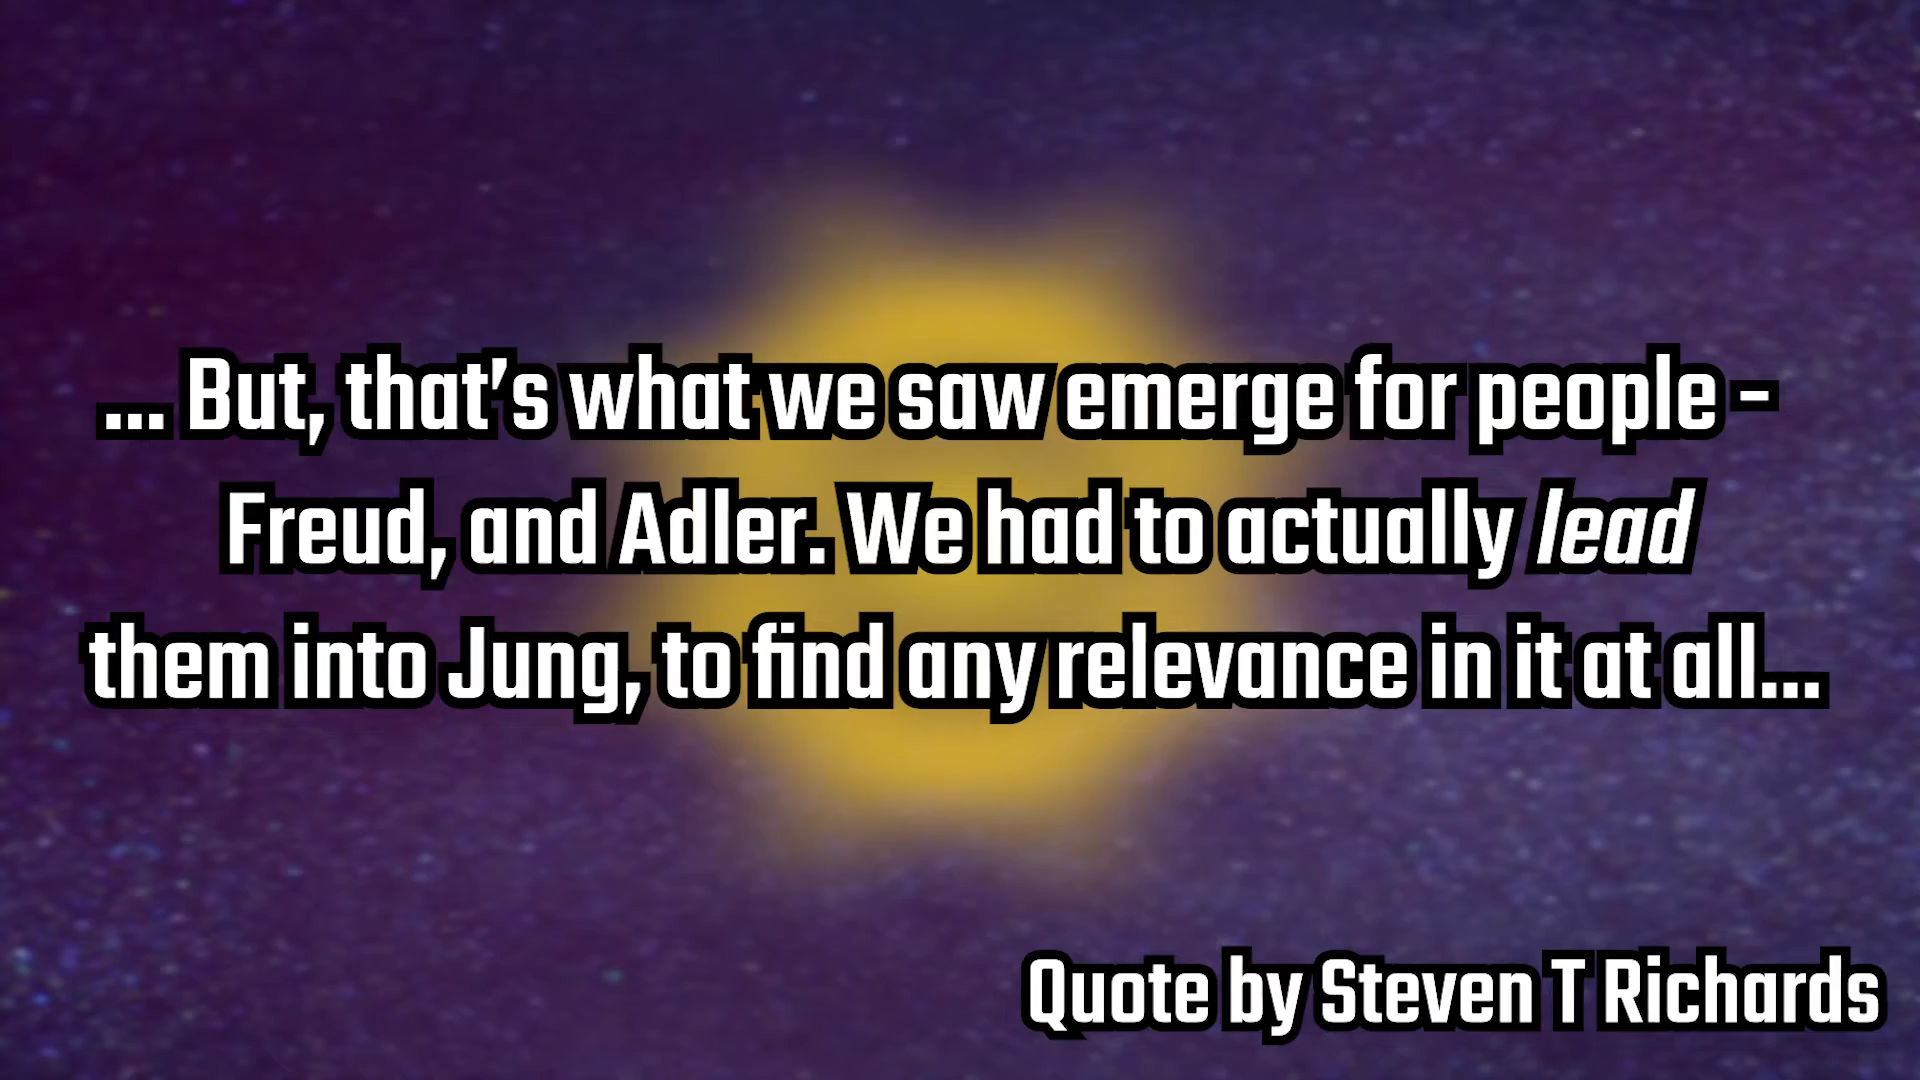 ... But, that's what we saw emerge for people -
Freud, and Adler. We had to actually lead
them into Jung, to find any relevance in it at all...
Quote by Steven T Richards